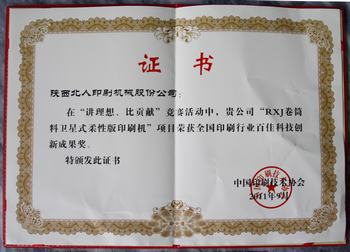 证书
陕西北人印刷机械股份公司：
在“讲理想、比贡献”竞赛活动中，贵公司“RXJ卷筒
料卫星式柔性版印刷机”项目荣获全国印刷行业百佳科技创
新成果奖。
特颁发此证书
中国印刷技术协会
2011年9月